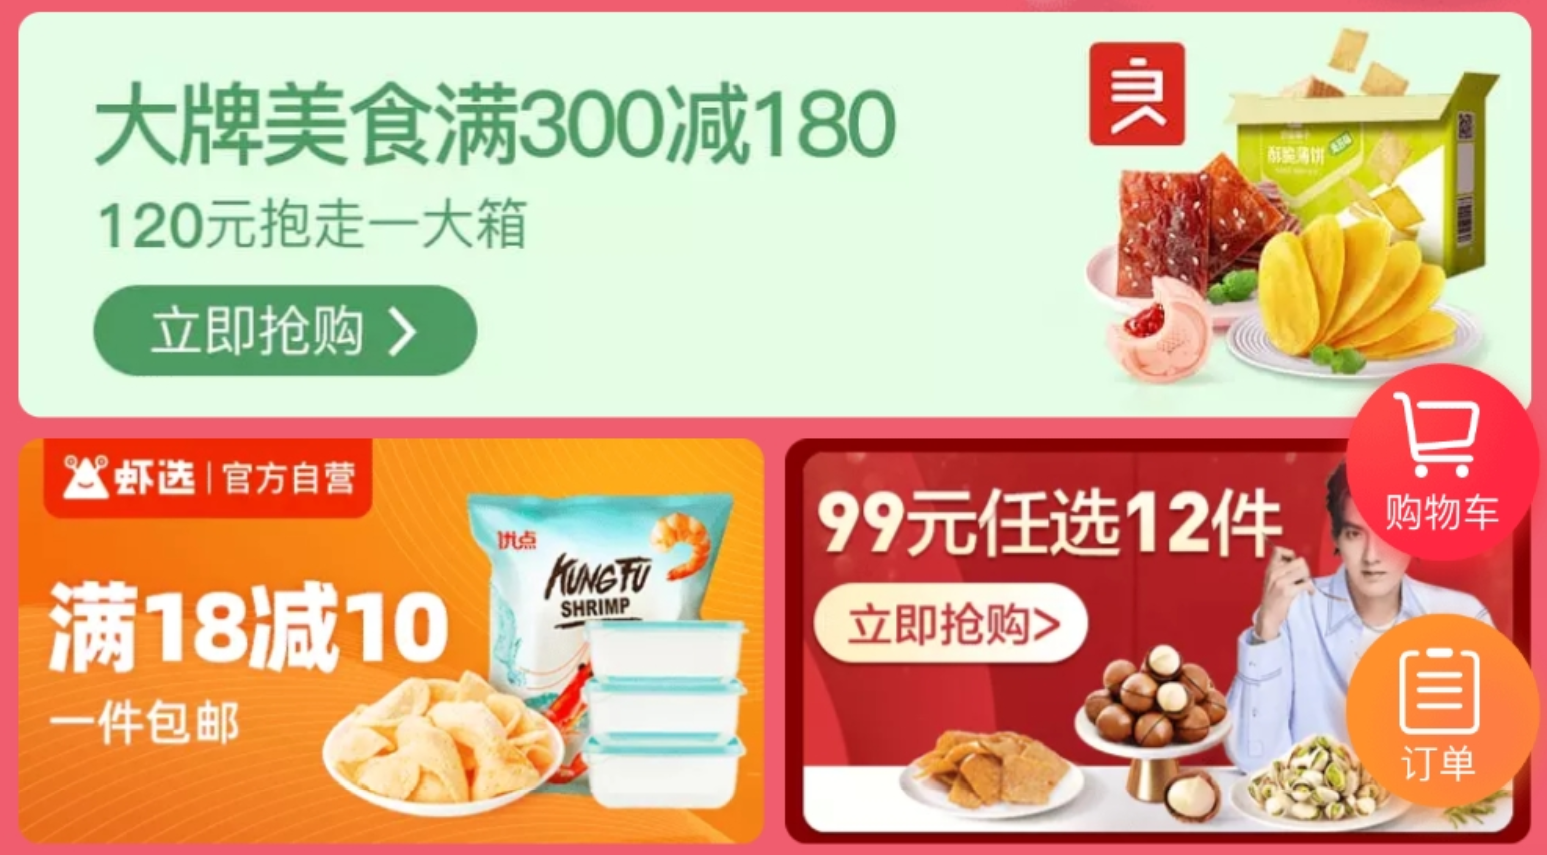 大牌美食满300减180
120元抱走一大箱
立即抢购
酥脆薄饼
虾选
官方自营
优点
KUNG FU
SHRIMP
满18减10
一件包邮
99元任选12件
立即抢购>
购物车
订单